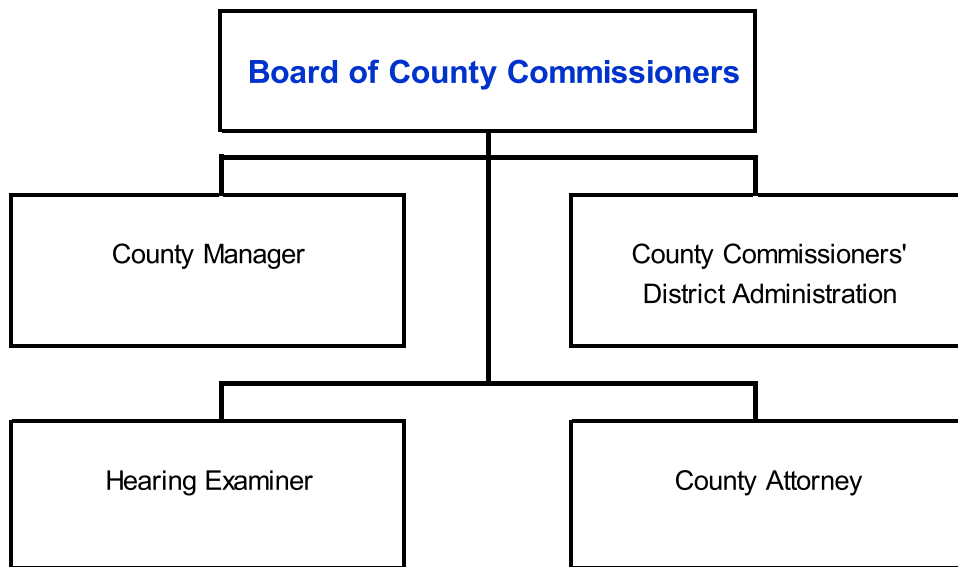 Board of County Commissioners
County Manager
County Commissioners'
District Administration
Hearing Examiner
County Attorney